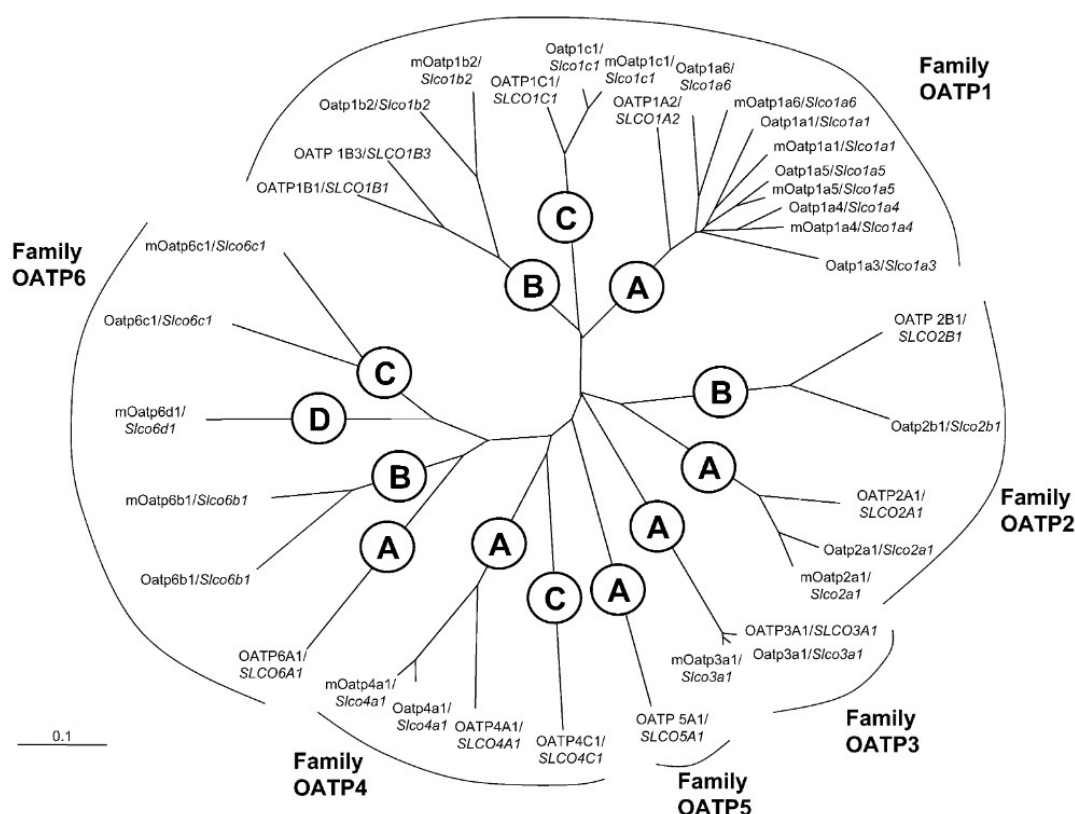 Family
OATP1
Oatp1c1/
Slco1c1
mOatp1b2/
Slco1b2
mOatp1c1/
Slco1c1
Oatp1a6/
Slco1a6
OATP1C1/
SLCO1C1
Oatp1b2/Slco1b2
OATP1A2/
SLCO1A2
mOatp1a6/Slco1a6
Oatp1a1/Slco1a1
mOatp1a1/Slco1a1
OATP 1B3/SLCO1B3
Oatp1a5/Slco1a5
mOatp1a5/Slco1a5
OATP1B1/SLCO1B1
Oatp1a4/Slco1a4
mOatp1a4/Slco1a4
Oatp1a3/Slco1a3
C
B
A
Family
OATP6
mOatp6c1/Slco6c1
Oatp6c1/Slco6c1
C
mOatp6d1/
Slco6d1
D
B
mOatp6b1/Slco6b1
A
Oatp6b1/Slco6b1
OATP6A1/
SLCO6A1
OATP 2B1/
SLCO2B1
B
Oatp2b1/Slco2b1
A
OATP2A1/
SLCO2A1
Family
OATP2
Oatp2a1/Slco2a1
mOatp2a1/
Slco2a1
A
OATP3A1/SLCO3A1
Oatp3a1/Slco3a1
mOatp3a1/
Slco3a1
Family
OATP3
A
C
A
mOatp4a1/
Slco4a1
Oatp4a1/
Slco4a1
OATP4A1/
SLCO4A1
OATP4C1/
SLCO4C1
OATP 5A1/
SLCO5A1
0.1
Family
OATP4
Family
OATP5